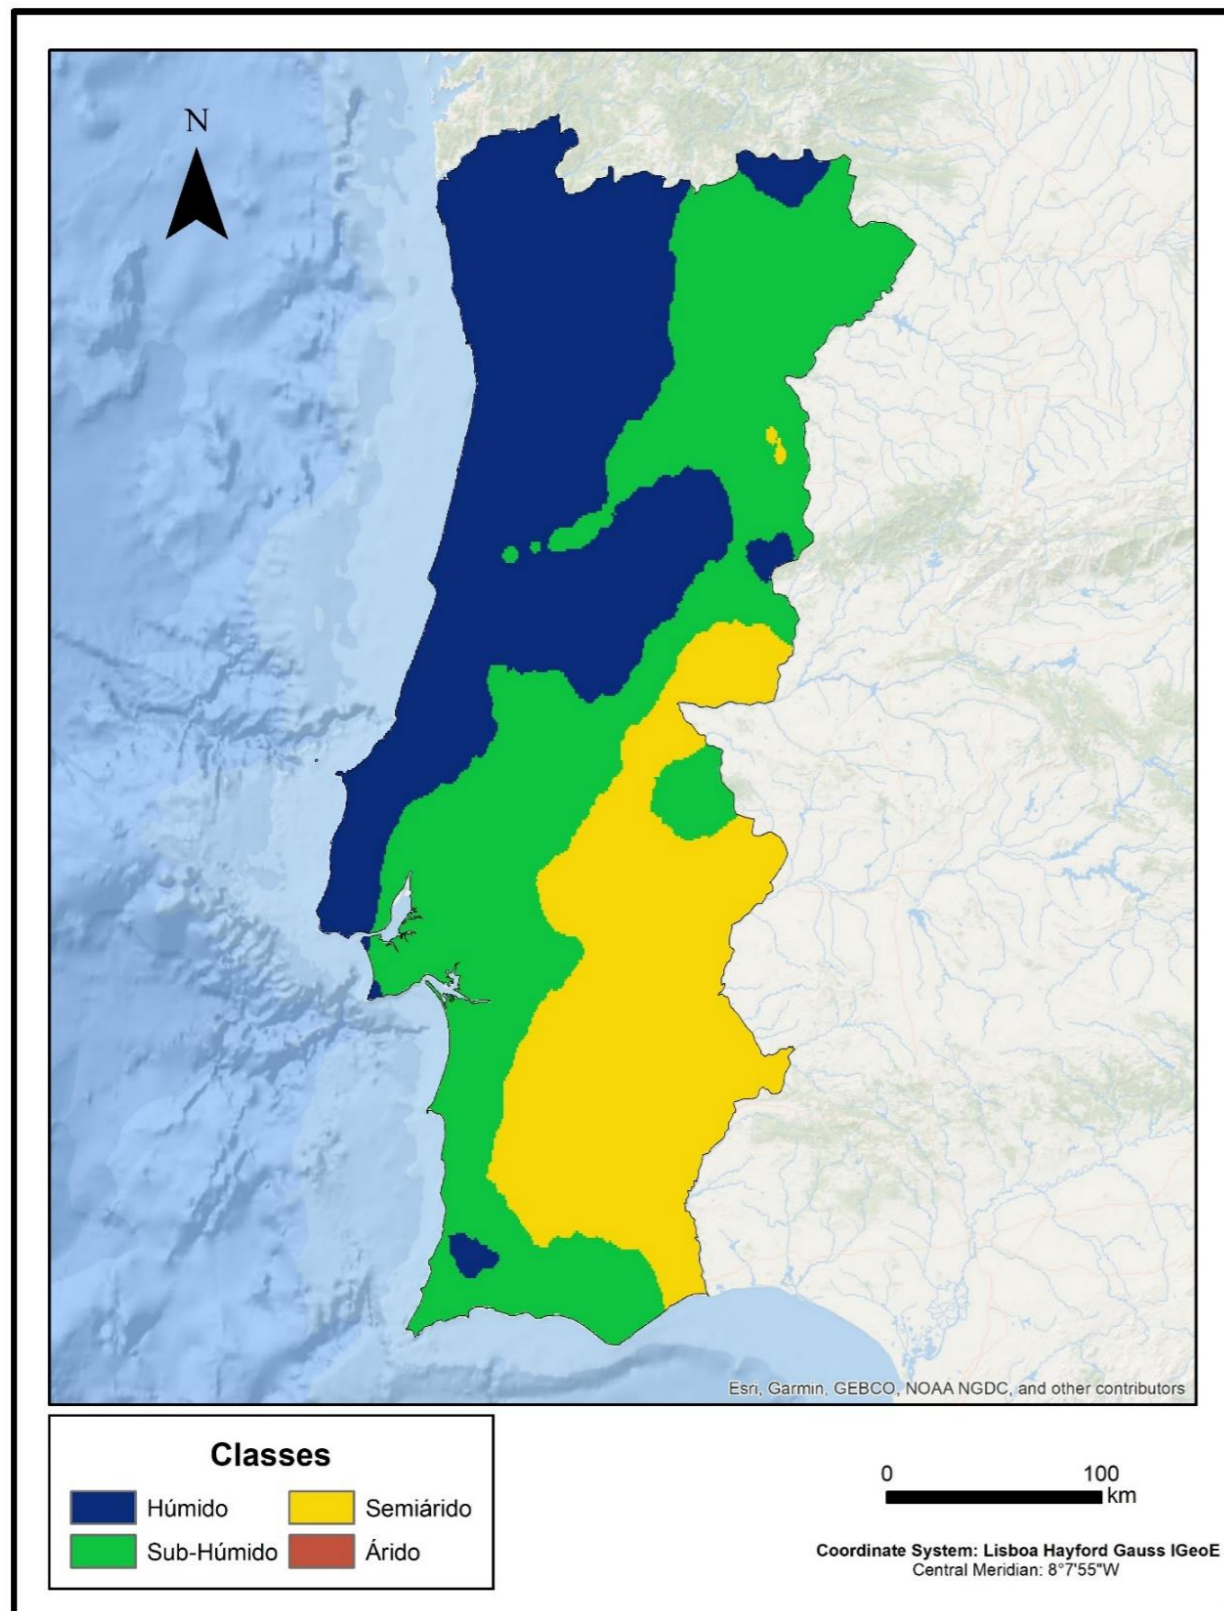 N
Esri, Garmin, GEBCO, NOAA NGDC, and other contributors
Classes
Húmido
Semiárido
Sub-Húmido
Árido
0 100
km
Coordinate System: Lisboa Hayford Gauss IGeoE
Central Meridian: 8°7'55"W